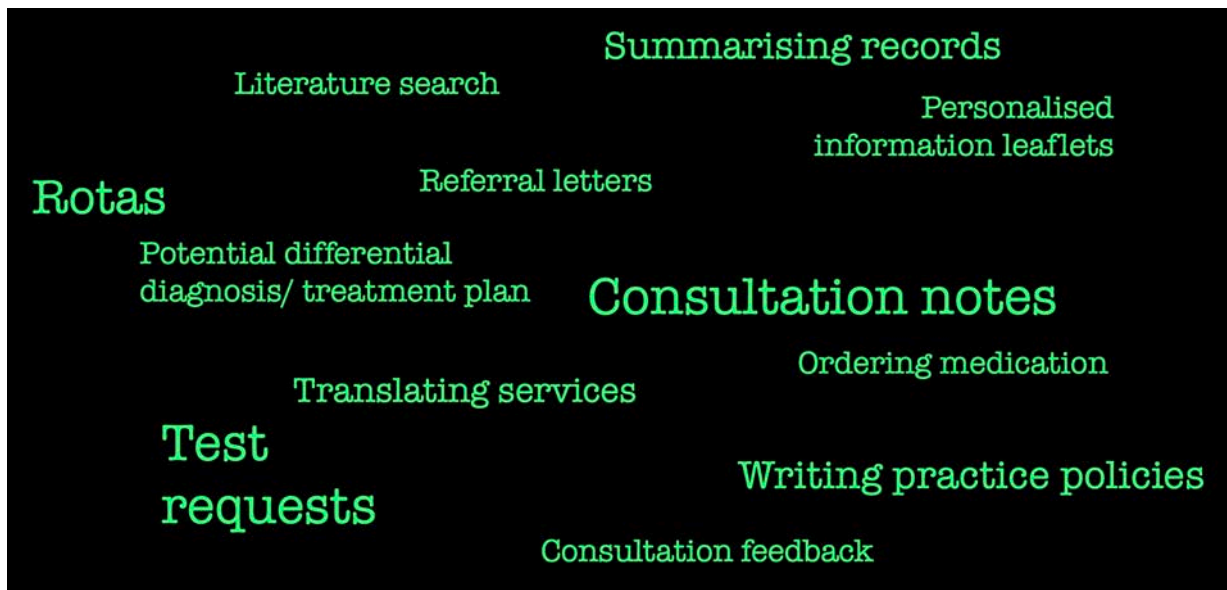 Summarising records
Literature search
Personalised
information leaflets
Referral letters
Rotas
Potential differential
diagnosis/ treatment plan
Consultation notes
Ordering medication
Translating services
Test
requests
Writing practice policies
Consultation feedback